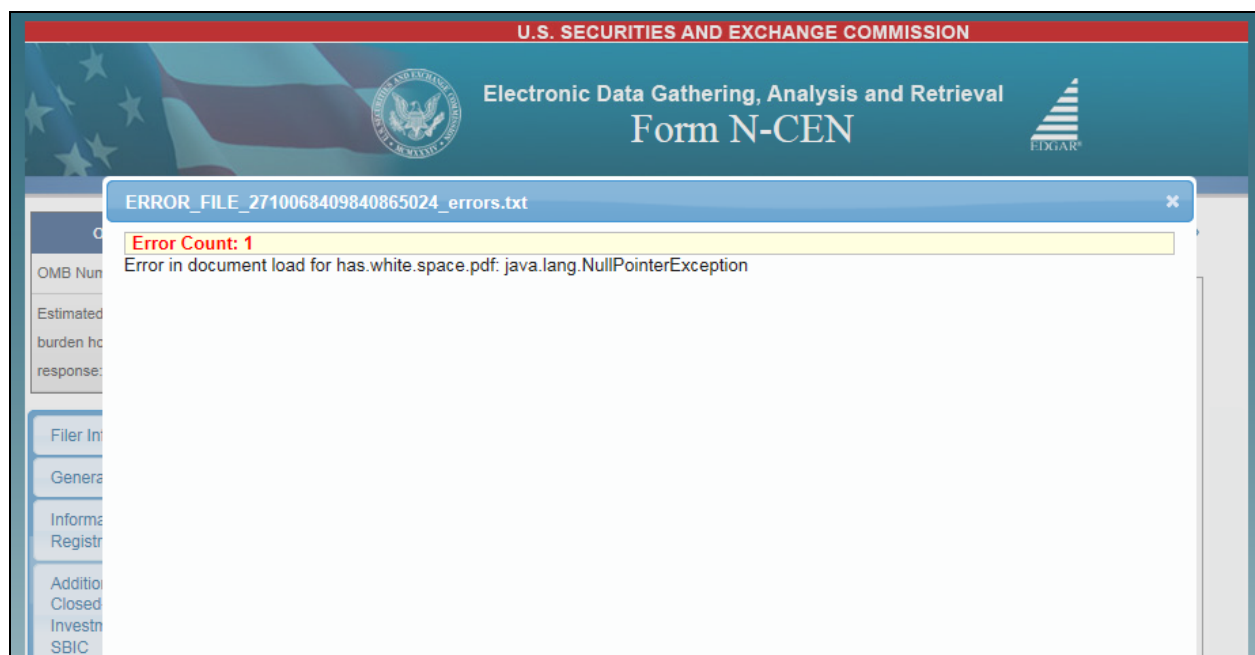 U.S. SECURITIES AND EXCHANGE COMMISSION
Electronic Data Gathering, Analysis and Retrieval
Form N-CEN
EDGAR®
ERROR_FILE_2710068409840865024_errors.txt
Error Count: 1
Error in document load for has.white.space.pdf: java.lang.NullPointerException
O
OMB Num
Estimated
burden ho
response:
Filer In
Genera
Informa
Registr
Additio
Closed
Investm
SBIC